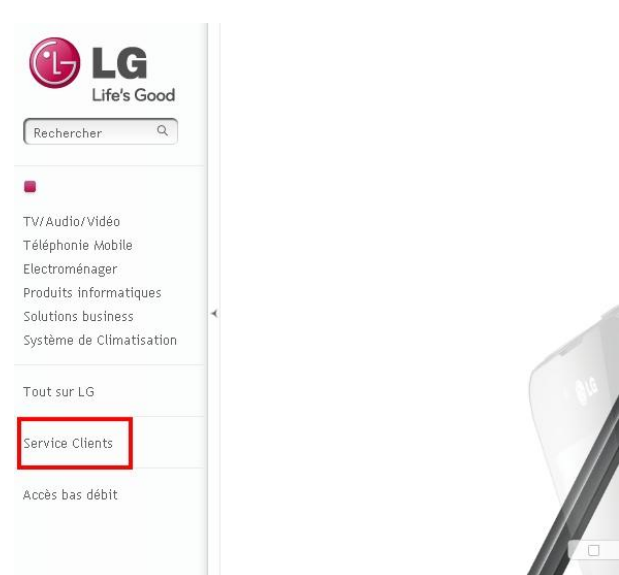 LG
Life's Good
Rechercher
TV/Audio/Vidéo
Téléphonie Mobile
Electroménager
Produits informatiques
Solutions business
Système de Climatisation
Tout sur LG
Service Clients
Accès bas débit
LG